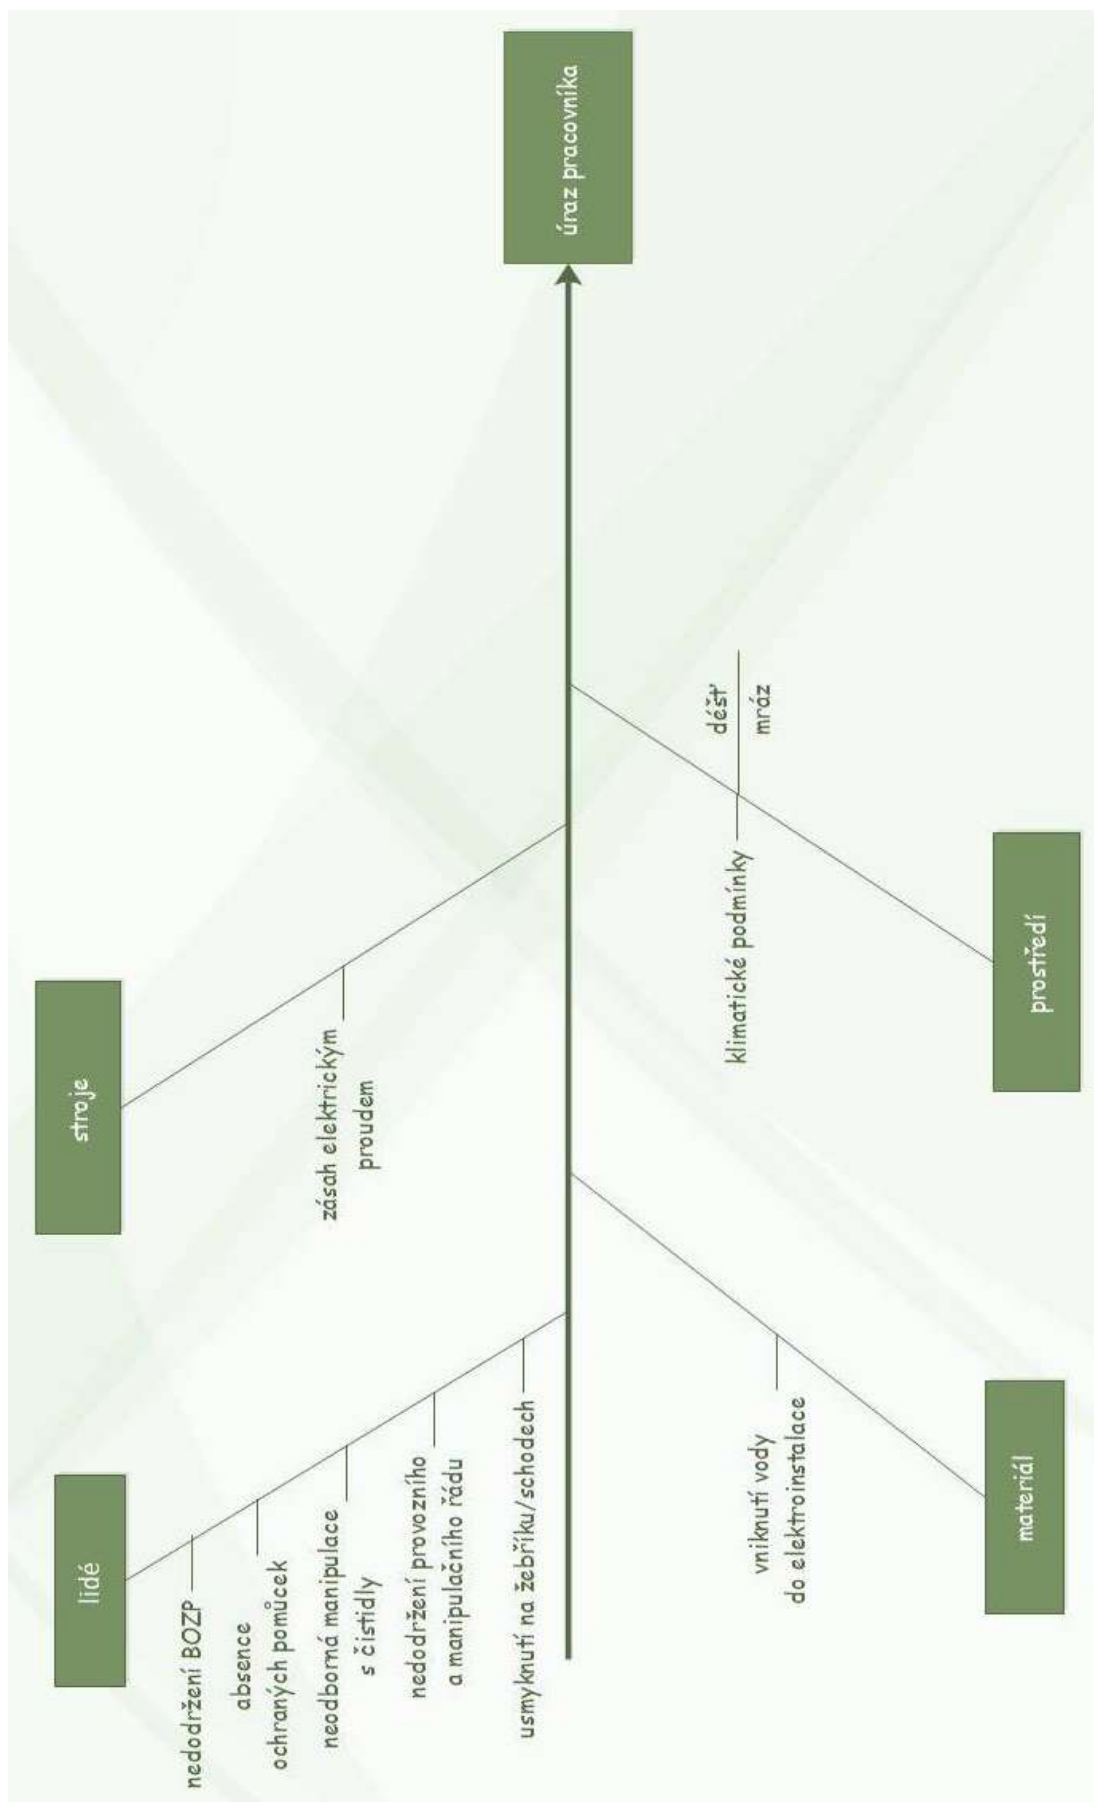 lidé
nedodržení BOZP
absence
ochraných pomůcek
neodborná manipulace
s čistidly
nedodržení provozního
a manipulačního řádu
usmyknutí na žebříku/schodech
stroje
zásah elektrickým
proudem
úraz pracovníka
materiál
vniknutí vody
do elektroinstalace
prostředí
klimatické podmínky
déšť
mráz